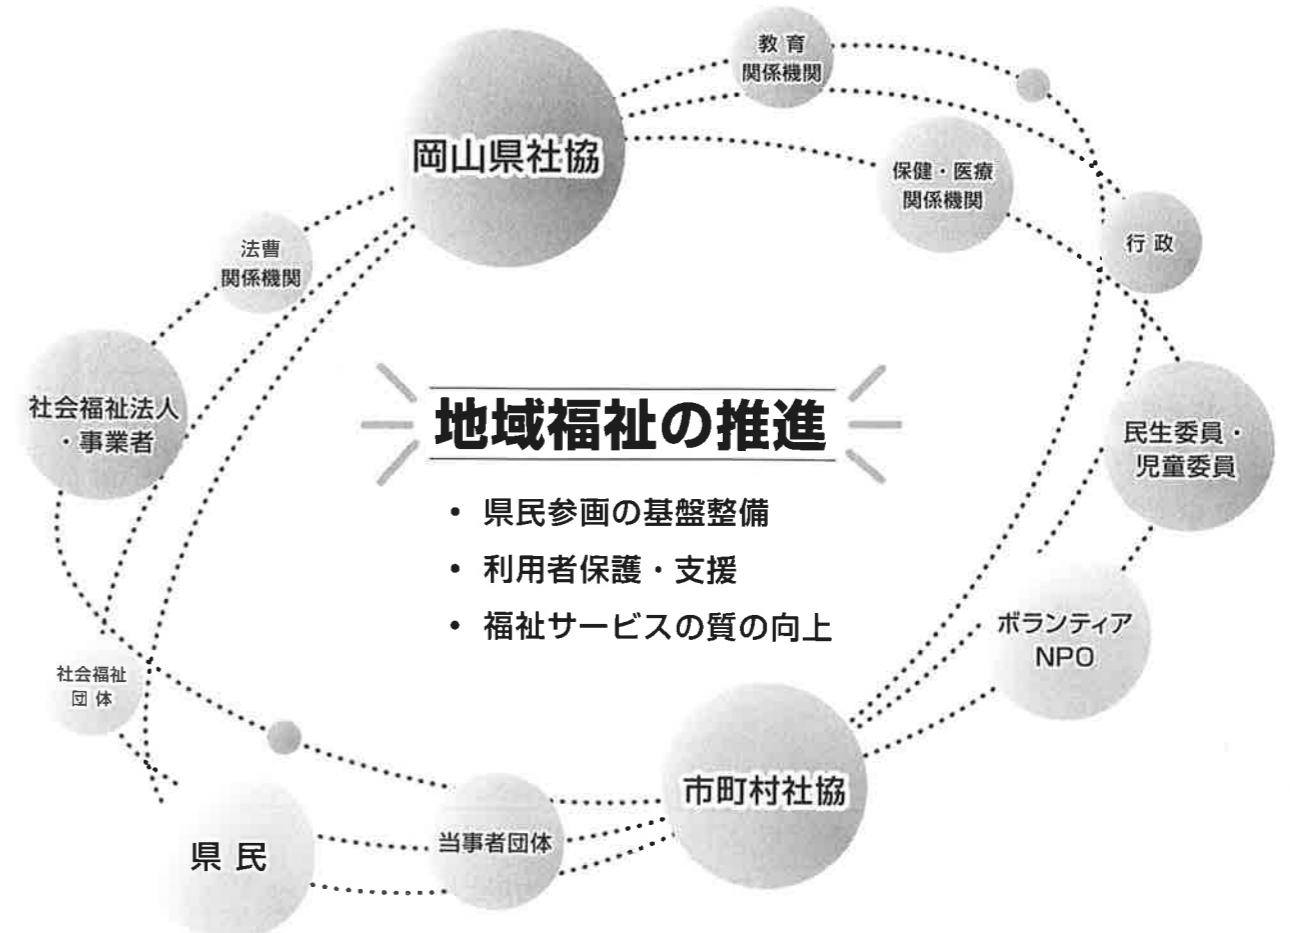 教育
関係機関
岡山県社協
保健・医療
関係機関
行政
法曹
関係機関
社会福祉法人
・事業者
地域福祉の推進
民生委員・
児童委員
• 県民参画の基盤整備
• 利用者保護・支援
• 福祉サービスの質の向上
ボランティア
NPO
社会福祉
団体
市町村社協
当事者団体
県民